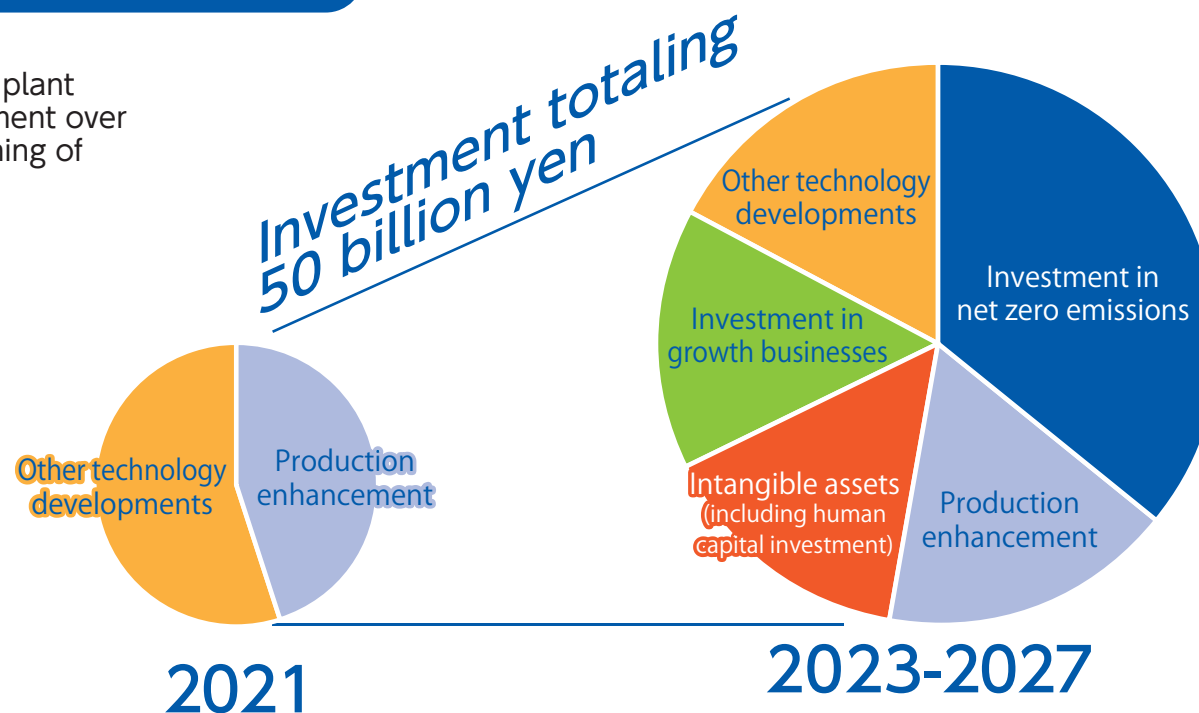 plant
ment over
ning of
Investment totaling
50 billion yen
Other technology
developments
Production
enhancement
2021
Other technology
developments
Investment in
net zero emissions
Investment in
growth businesses
Intangible assets
(including human
capital investment)
Production
enhancement
2023-2027